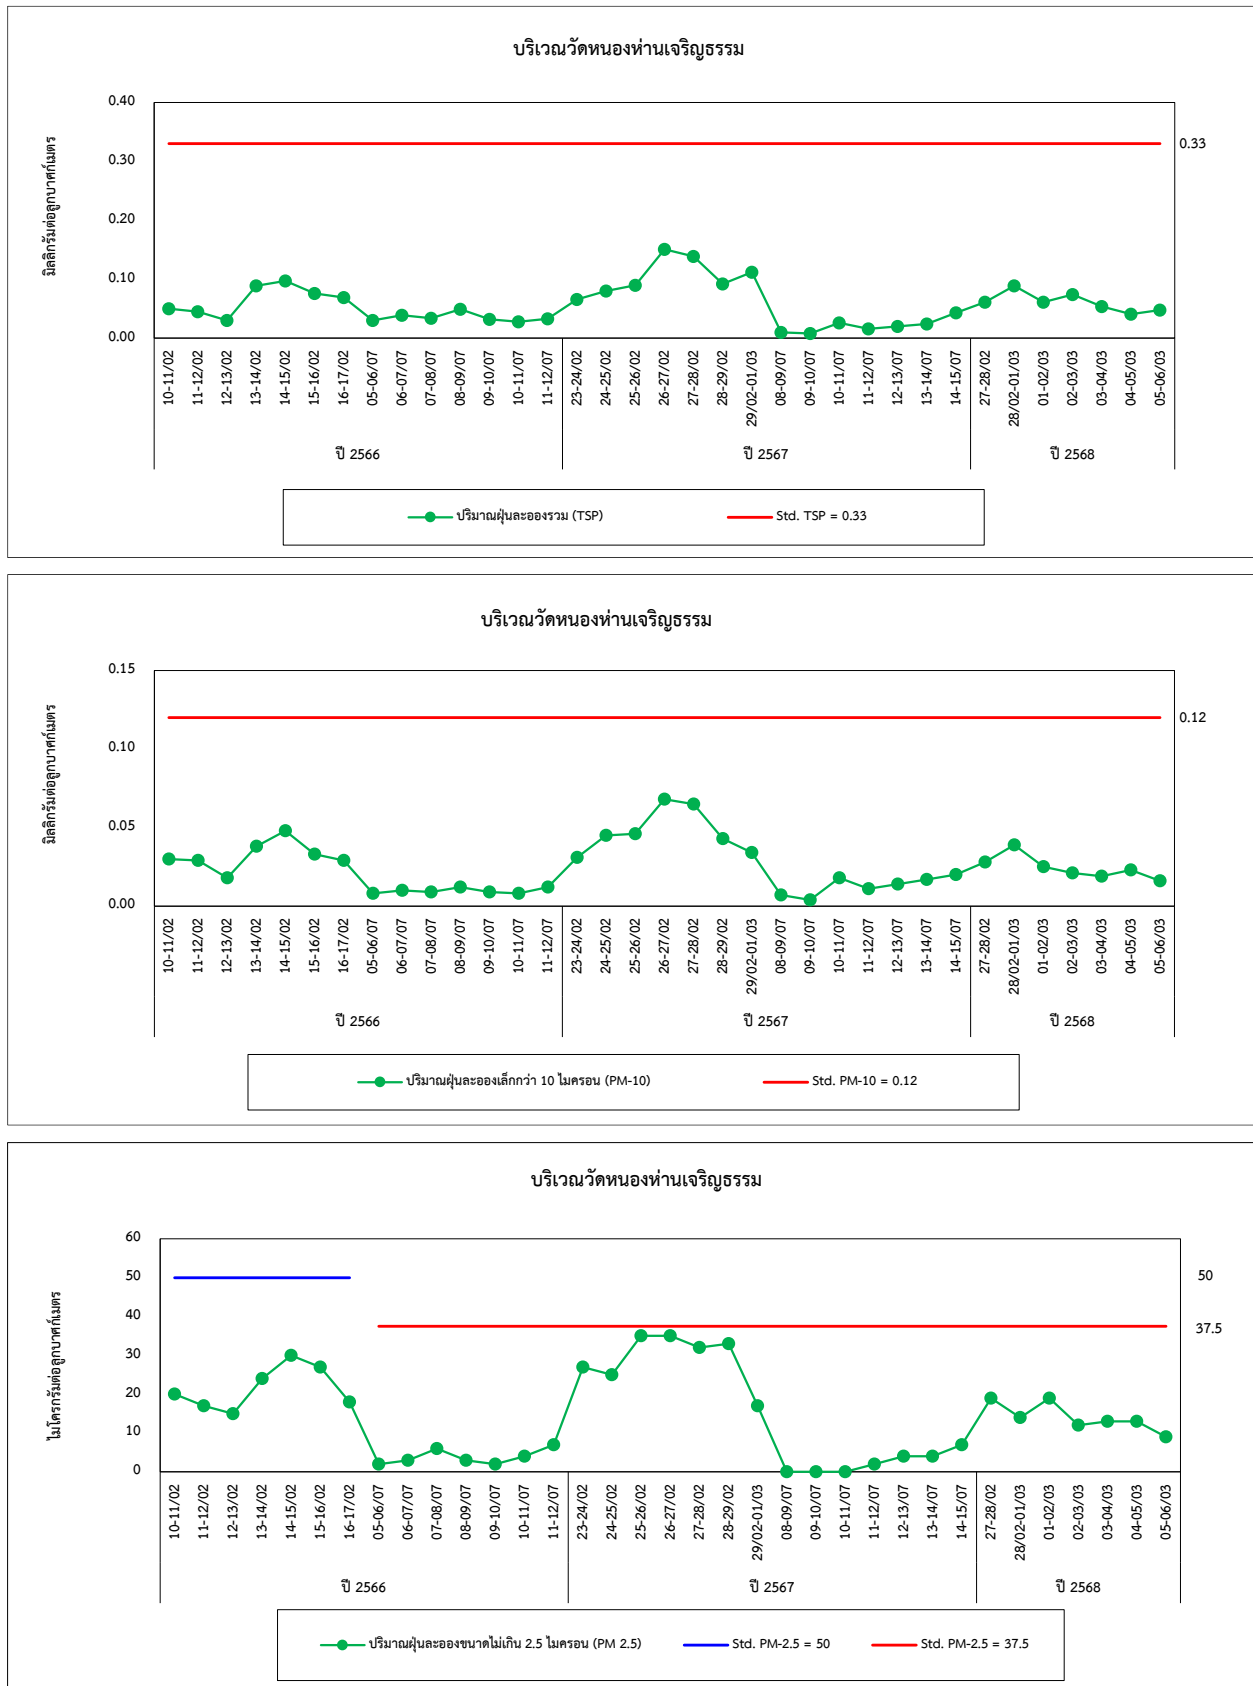 บริเวณวัดหนองห่านเจริญธรรม
มิลลิกรัมต่อลูกบาศก์เมตร
0.40
0.30
0.20
0.10
0.00
0.33
10-11/02 11-12/02 12-13/02 13-14/02 14-15/02 15-16/02 16-17/02 05-06/07 06-07/07 07-08/07 08-09/07 09-10/07 10-11/07 11-12/07 23-24/02 24-25/02 25-26/02 26-27/02 27-28/02 28-29/02 29/02-01/03 08-09/07 09-10/07 10-11/07 11-12/07 12-13/07 13-14/07 14-15/07 27-28/02 28/02-01/03 01-02/03 02-03/03 03-04/03 04-05/03 05-06/03
ปี 2566 ปี 2567 ปี 2568
ปริมาณฝุ่นละอองรวม (TSP) Std. TSP = 0.33
บริเวณวัดหนองห่านเจริญธรรม
มิลลิกรัมต่อลูกบาศก์เมตร
0.15
0.10
0.05
0.00
0.12
10-11/02 11-12/02 12-13/02 13-14/02 14-15/02 15-16/02 16-17/02 05-06/07 06-07/07 07-08/07 08-09/07 09-10/07 10-11/07 11-12/07 23-24/02 24-25/02 25-26/02 26-27/02 27-28/02 28-29/02 29/02-01/03 08-09/07 09-10/07 10-11/07 11-12/07 12-13/07 13-14/07 14-15/07 27-28/02 28/02-01/03 01-02/03 02-03/03 03-04/03 04-05/03 05-06/03
ปี 2566 ปี 2567 ปี 2568
ปริมาณฝุ่นละอองเล็กกว่า 10 ไมครอน (PM-10) Std. PM-10 = 0.12
บริเวณวัดหนองห่านเจริญธรรม
ไมโครกรัมต่อลูกบาศก์เมตร
60
50
40
30
20
10
0
50
37.5
10-11/02 11-12/02 12-13/02 13-14/02 14-15/02 15-16/02 16-17/02 05-06/07 06-07/07 07-08/07 08-09/07 09-10/07 10-11/07 11-12/07 23-24/02 24-25/02 25-26/02 26-27/02 27-28/02 28-29/02 29/02-01/03 08-09/07 09-10/07 10-11/07 11-12/07 12-13/07 13-14/07 14-15/07 27-28/02 28/02-01/03 01-02/03 02-03/03 03-04/03 04-05/03 05-06/03
ปี 2566 ปี 2567 ปี 2568
ปริมาณฝุ่นละอองขนาดไม่เกิน 2.5 ไมครอน (PM 2.5) Std. PM-2.5 = 50 Std. PM-2.5 = 37.5